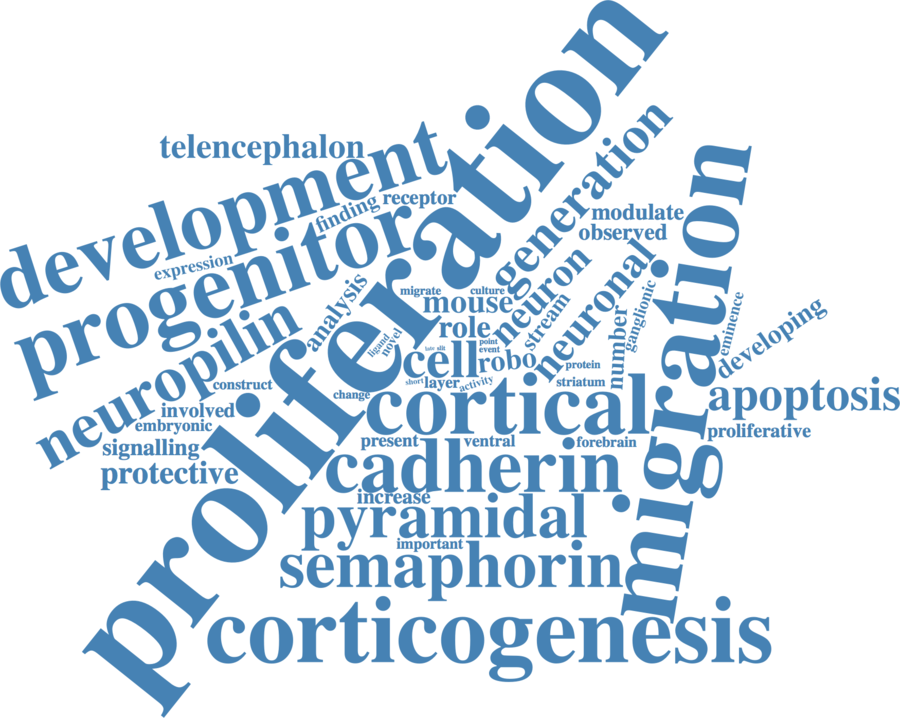 proliferation
telencephalon
development
generation
migration
finding
receptor
modulate
progenitor
observed
expression
neuron
neuronal
analysis
migrate
culture
ganglionic
mouse
stream
eminence
neuropilin
number
developing
role
novel
point
ligand
late
slit
event
cell
robo
protein
construct
short
layer
activity
striatum
change
cortical
apoptosis
involved
embryonic
proliferative
signalling
present
ventral
forebrain
protective
cadherin
increase
pyramidal
important
semaphorin
corticogenesis